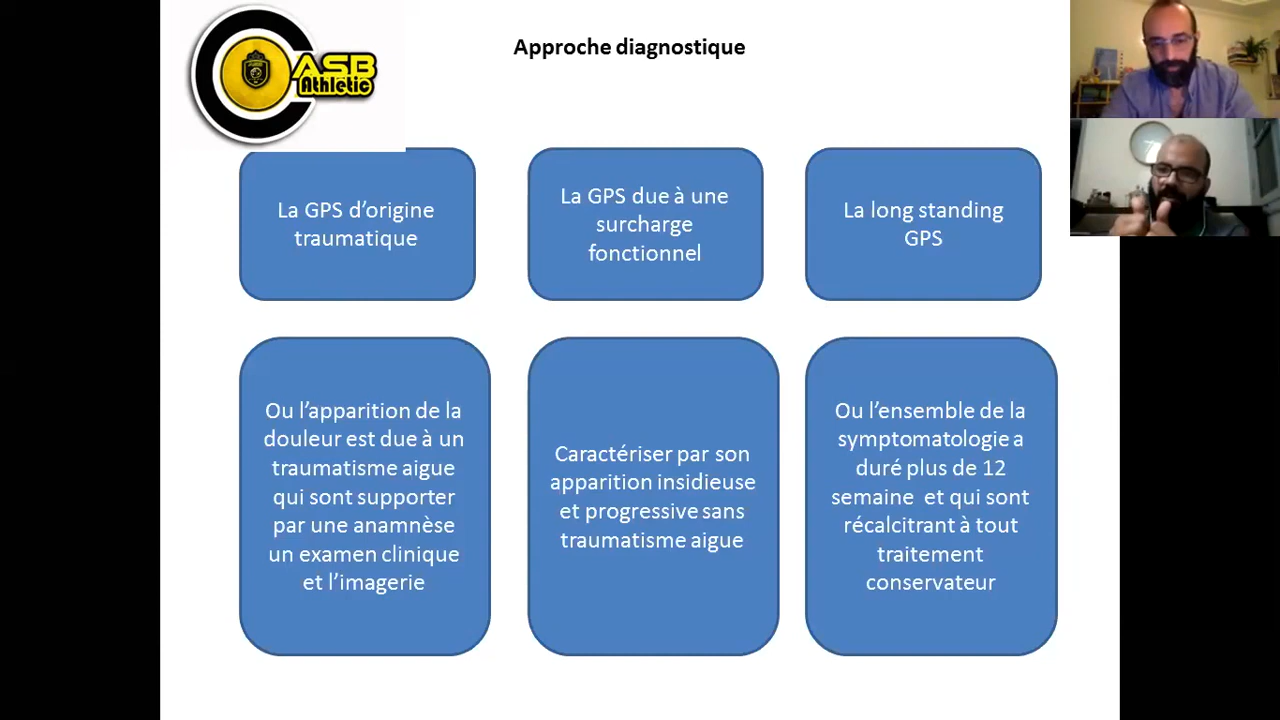 ASB
Athletic
Approche diagnostique
La GPS d’origine
traumatique
La GPS due à une
surcharge
fonctionnel
La long standing
GPS
Ou l’apparition de la
douleur est due à un
traumatisme aigue
qui sont supporter
par une anamnèse
un examen clinique
et l’imagerie
Caractériser par son
apparition insidieuse
et progressive sans
traumatisme aigue
Ou l’ensemble de la
symptomatologie a
duré plus de 12
semaine et qui sont
récalcitrant à tout
traitement
conservateur